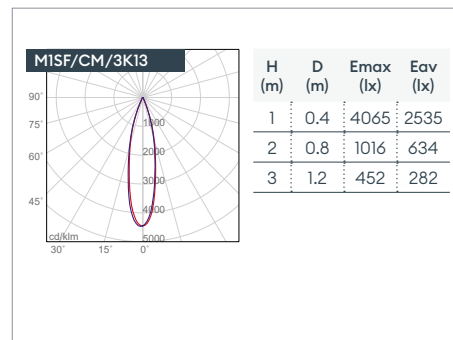 M1SF/CM/3K13
90°
75°
60°
45°
30° 15° 0°
1000
2000
3000
4000
5000
cd/klm
H D Emax Eav
(m) (m) (lx) (lx)
1 0.4 4065 2535
2 0.8 1016 634
3 1.2 452 282